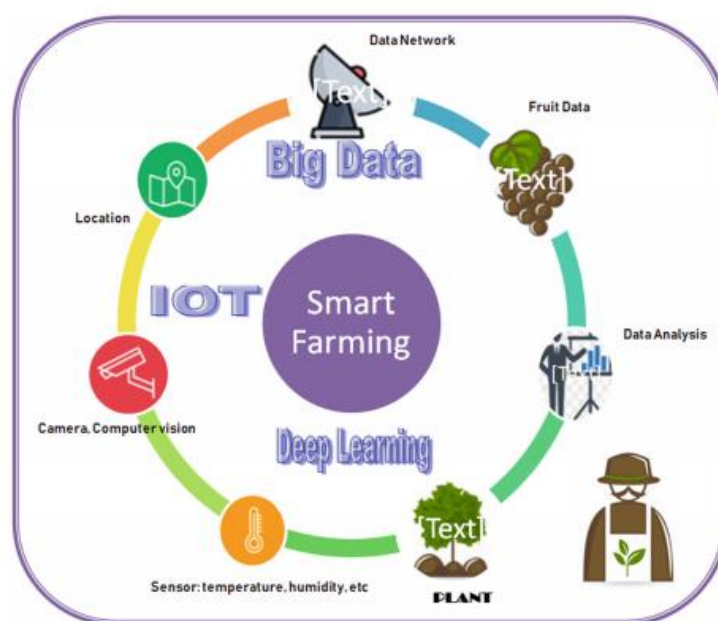 Data Network
[Text]
Big Data
Fruit Data
[Text]
Location
IOT
Smart
Farming
Data Analysis
[Text]
Camera, Computer vision
Deep Learning
[Text]
Sensor: temperature, humidity, etc
PLANT